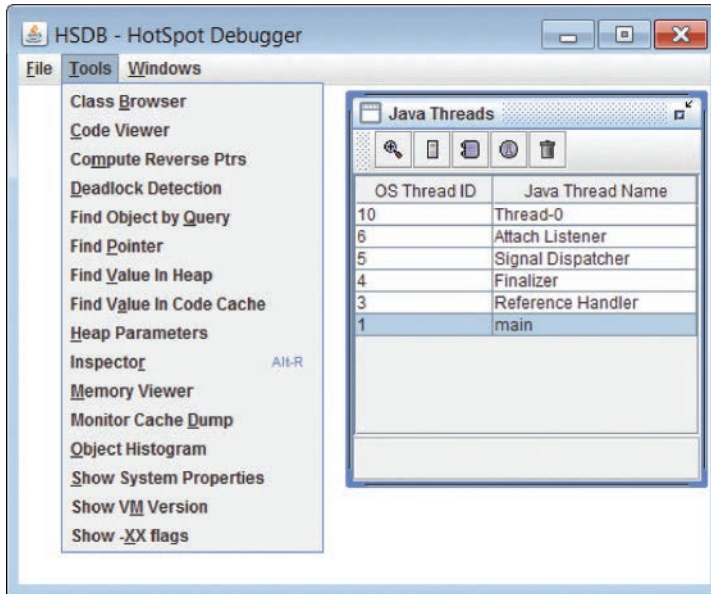 HSDB - HotSpot Debugger
File Tools Windows
Class Browser
Code Viewer
Compute Reverse Ptrs
Deadlock Detection
Find Object by Query
Find Pointer
Find Value In Heap
Find Value In Code Cache
Heap Parameters
Inspector Alt-R
Memory Viewer
Monitor Cache Dump
Object Histogram
Show System Properties
Show VM Version
Show -XX flags
Java Threads
OS Thread ID Java Thread Name
10 Thread-0
6 Attach Listener
5 Signal Dispatcher
4 Finalizer
3 Reference Handler
1 main